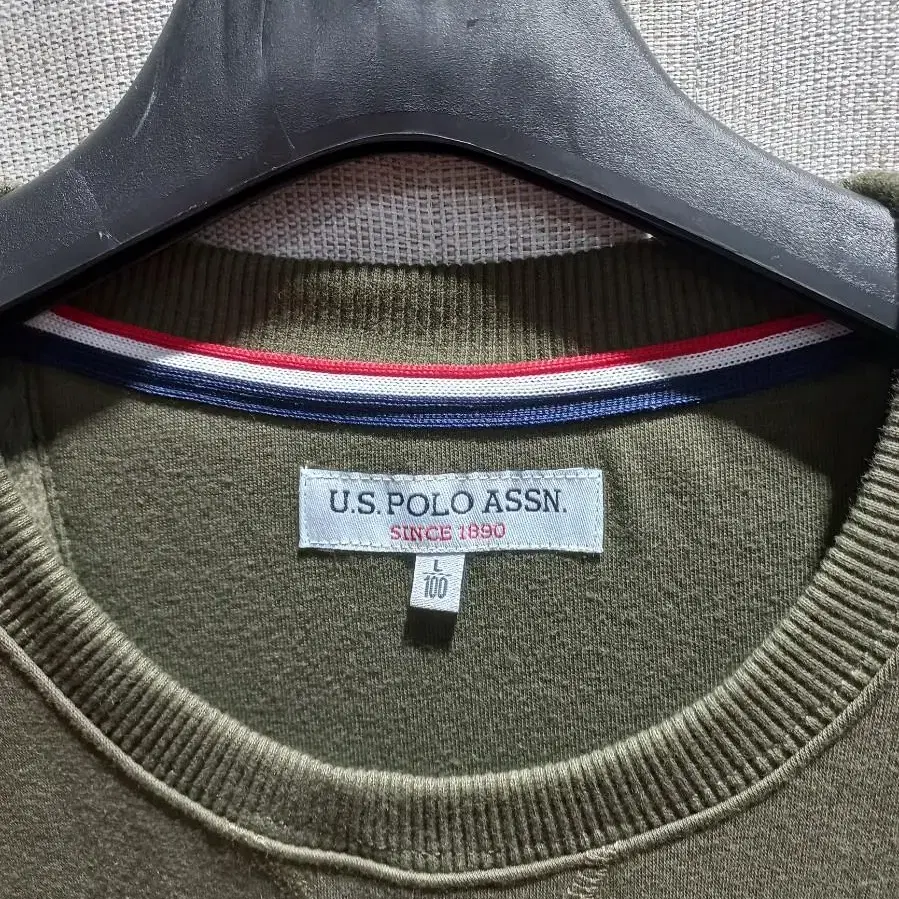 U.S. POLO ASSN.
SINCE 1890
L
100